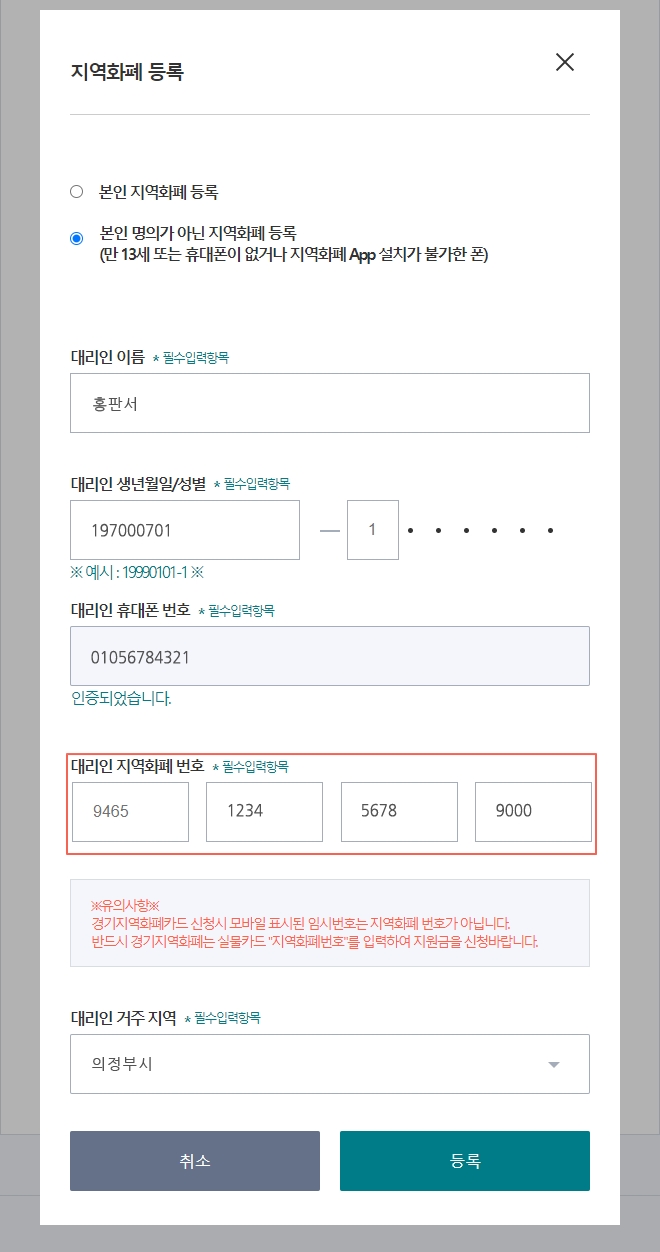 지역화폐 등록
본인 지역화폐 등록
본인 명의가 아닌 지역화폐 등록
(만 13세 또는 휴대폰이 없거나 지역화폐 App 설치가 불가한 폰)
대리인 이름 * 필수입력항목
홍판서
대리인 생년월일/성별 * 필수입력항목
197000701 — 1 • • • • • •
※ 예시 : 19990101-1 ※
대리인 휴대폰 번호 * 필수입력항목
01056784321
인증되었습니다.
대리인 지역화폐 번호 * 필수입력항목
9465 1234 5678 9000
※유의사항※
경기지역화폐카드 신청시 모바일 표시된 임시번호는 지역화폐 번호가 아닙니다.
반드시 경기지역화폐는 실물카드 "지역화폐번호"를 입력하여 지원금을 신청바랍니다.
대리인 거주 지역 * 필수입력항목
의정부시
취소 등록